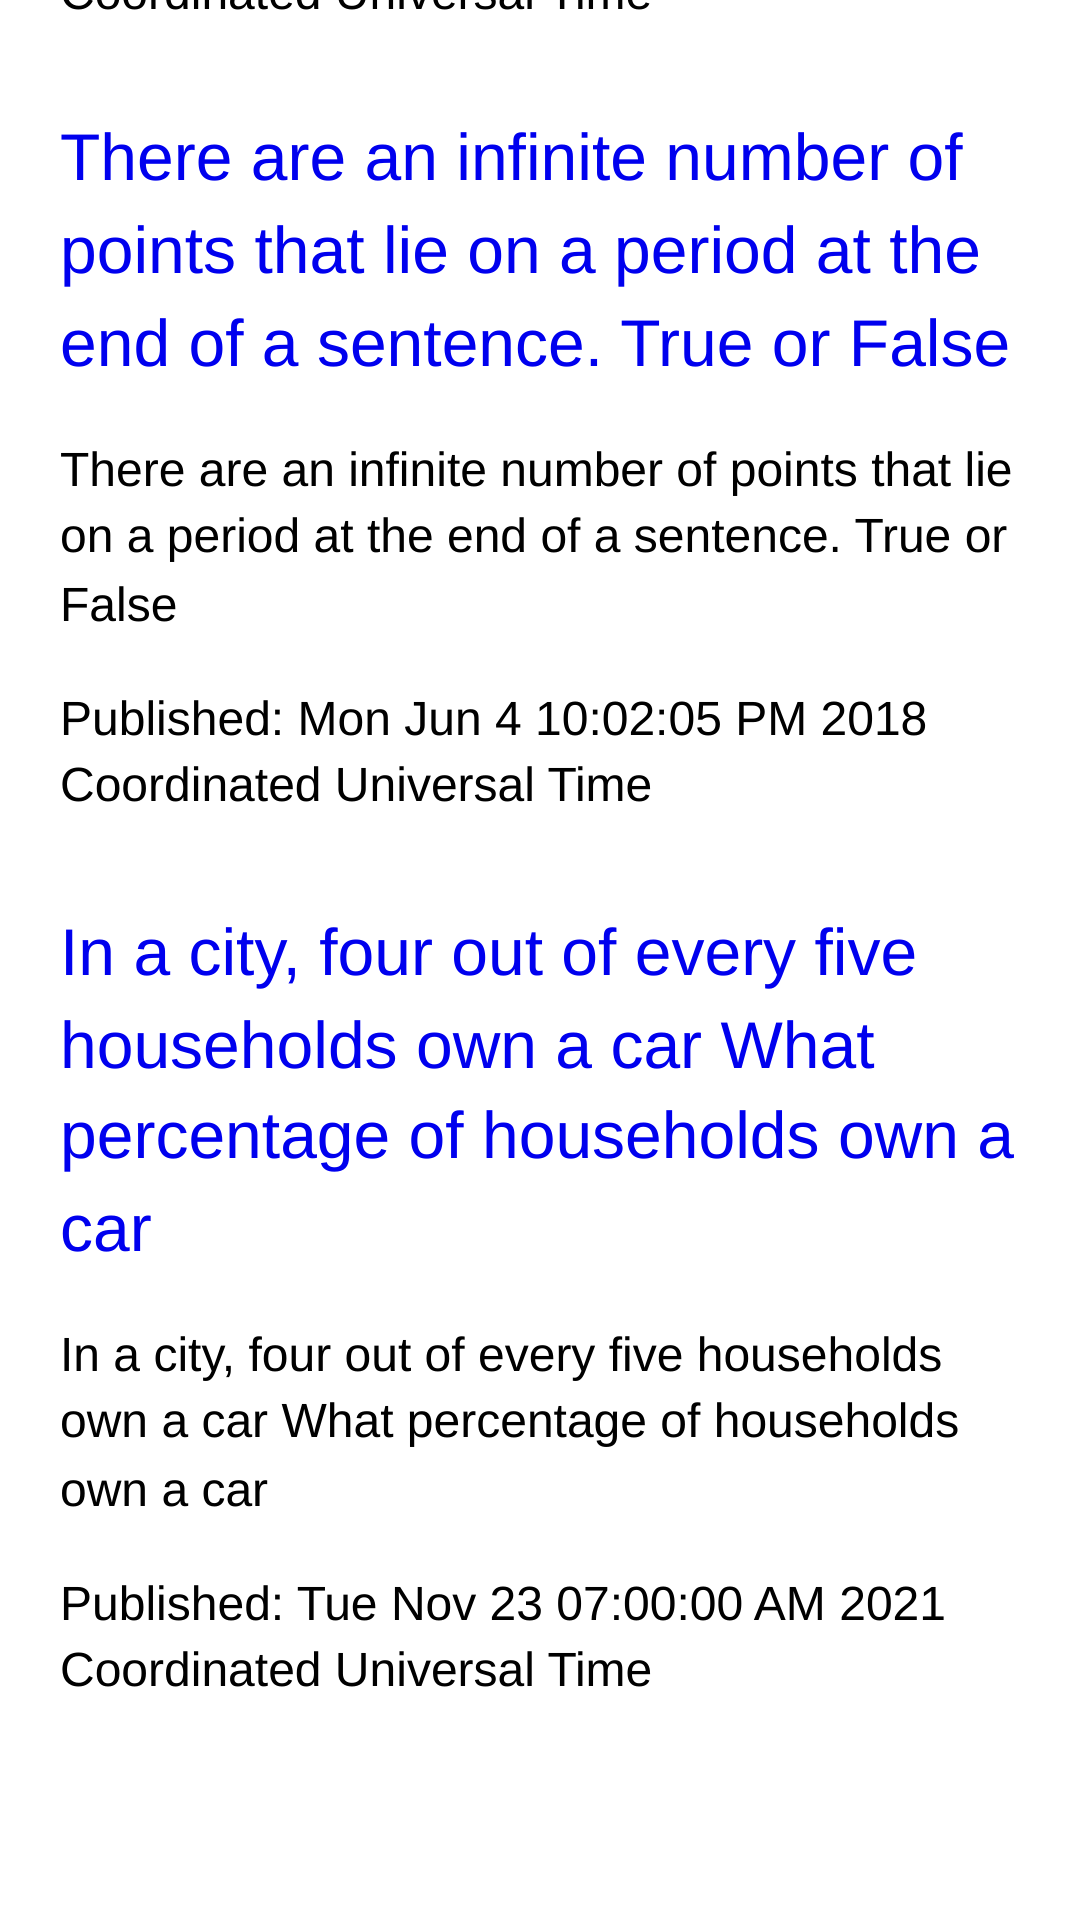 Coordinated Universal Time
There are an infinite number of
points that lie on a period at the
end of a sentence. True or False
There are an infinite number of points that lie
on a period at the end of a sentence. True or
False
Published: Mon Jun 4 10:02:05 PM 2018
Coordinated Universal Time
In a city, four out of every five
households own a car What
percentage of households own a
car
In a city, four out of every five households
own a car What percentage of households
own a car
Published: Tue Nov 23 07:00:00 AM 2021
Coordinated Universal Time